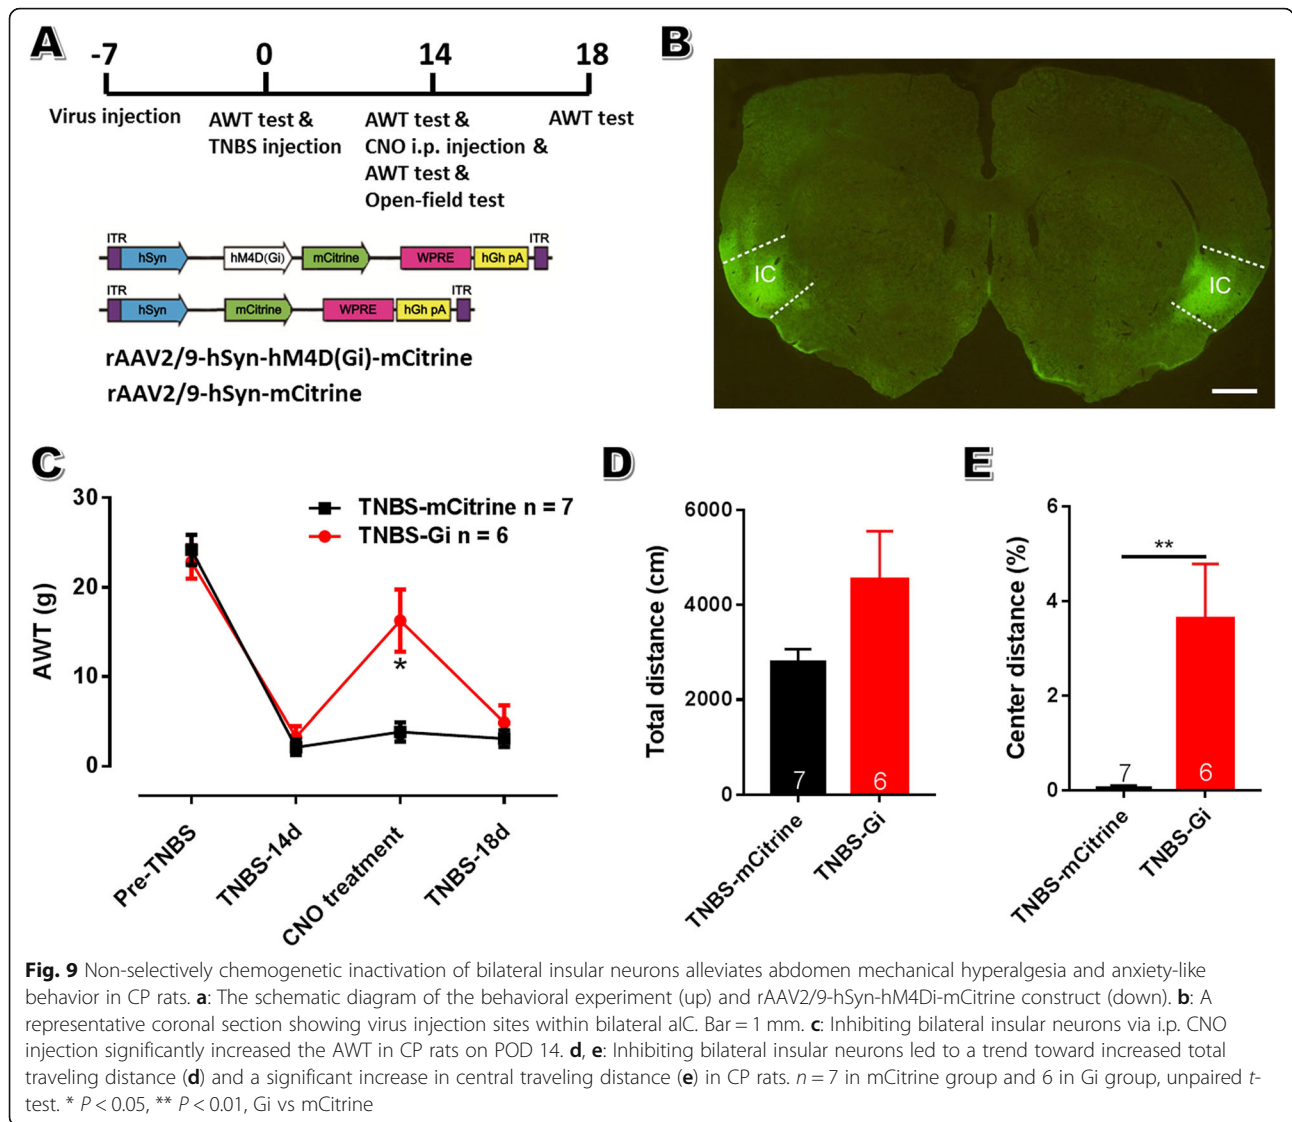 A
-7 0 14 18
Virus injection
AWT test &
TNBS injection
AWT test &
CNO i.p. injection &
AWT test &
Open-field test
AWT test
ITR hSyn hM4D(Gi) mCitrine WPRE hGh pA ITR
ITR hSyn mCitrine WPRE hGh pA ITR
rAAV2/9-hSyn-hM4D(Gi)-mCitrine
rAAV2/9-hSyn-mCitrine
B
IC IC
C
AWT (g)
30
20
10
0
TNBS-mCitrine n = 7
TNBS-Gi n = 6
*
Pre-TNBS
TNBS-14d
CNO treatment
TNBS-18d
D
Total distance (cm)
6000
4000
2000
0
7 6
TNBS-mCitrine
TNBS-Gi
E
Center distance (%)
6
4
2
0
**
7 6
TNBS-mCitrine
TNBS-Gi
Fig. 9 Non-selectively chemogenetic inactivation of bilateral insular neurons alleviates abdomen mechanical hyperalgesia and anxiety-like
behavior in CP rats. a: The schematic diagram of the behavioral experiment (up) and rAAV2/9-hSyn-hM4Di-mCitrine construct (down). b: A
representative coronal section showing virus injection sites within bilateral aIC. Bar = 1 mm. c: Inhibiting bilateral insular neurons via i.p. CNO
injection significantly increased the AWT in CP rats on POD 14. d, e: Inhibiting bilateral insular neurons led to a trend toward increased total
traveling distance (d) and a significant increase in central traveling distance (e) in CP rats. n = 7 in mCitrine group and 6 in Gi group, unpaired t-
test. * P < 0.05, ** P < 0.01, Gi vs mCitrine